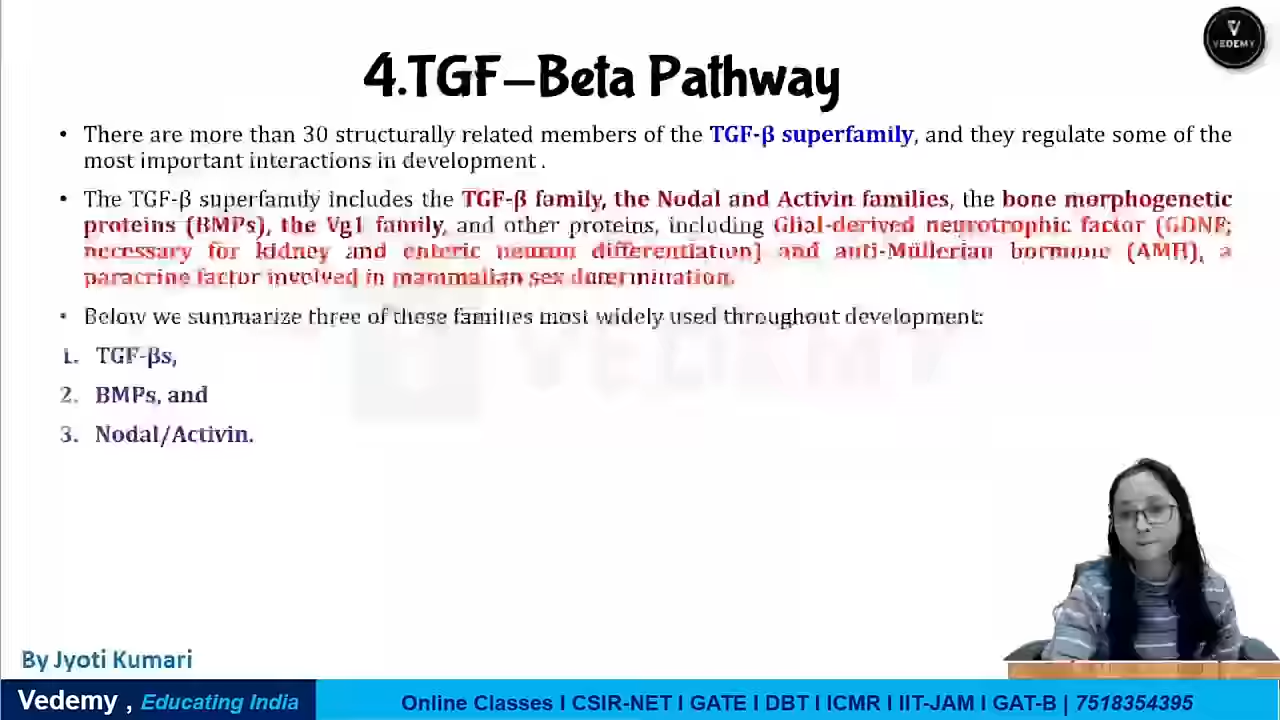 VEDEMY
4.TGF–Beta Pathway
• There are more than 30 structurally related members of the TGF-β superfamily, and they regulate some of the
most important interactions in development .
• The TGF-β superfamily includes the TGF-β family, the Nodal and Activin families, the bone morphogenetic
proteins (BMPs), the Vg1 family, and other proteins, including Glial-derived neurotrophic factor (GDNF;
necessary for kidney and enteric neuron differentiation) and anti-Müllerian hormone (AMH), a
paracrine factor involved in mammalian sex determination.
• Below we summarize three of these families most widely used throughout development:
1. TGF-βs,
2. BMPs, and
3. Nodal/Activin.
VEDEMY
By Jyoti Kumari
Vedemy , Educating India
Online Classes I CSIR-NET I GATE I DBT I ICMR I IIT-JAM I GAT-B | 7518354395